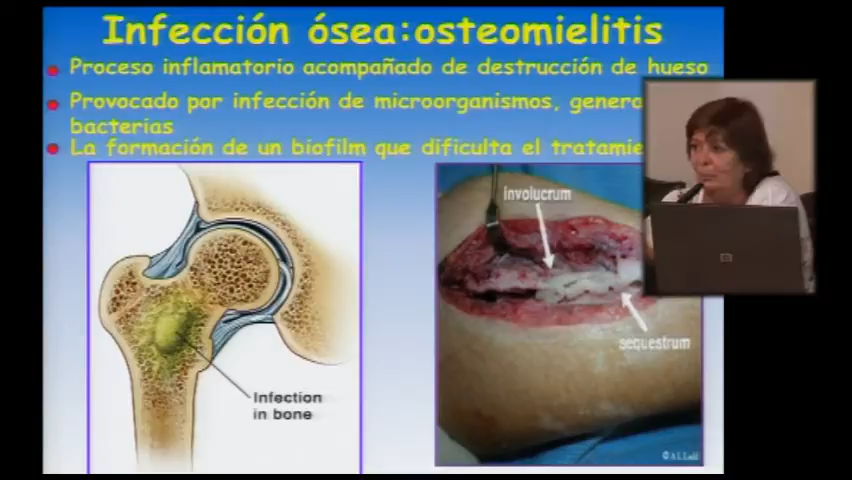 Infección ósea:osteomielitis
Proceso inflamatorio acompañado de destrucción de hueso
Provocado por infección de microorganismos, genera
bacterias
La formación de un biofilm que dificulta el tratamie
involucrum
sequestrum
Infection
in bone